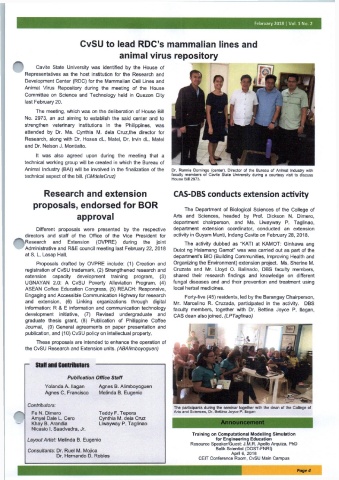 February 2018 | Vol. 3 No. 2
CvSU to lead RDC's mammalian lines and
animal virus repository
Cavite State University was identified by the House of
Representatives as the host institution for the Research and
Development Center (RDC) for the Mammalian Cell Lines and
Animal Virus Repository during the meeting of the House
Committee on Science and Technology held in Quezon City
last February 20.
The meeting, which was on the deliberation of House Bill
No. 2973, an act aiming to establish the said center and to
strengthen veterinary institutions in the Philippines, was
attended by Dr. Ma. Cynthia M. dela Cruz, the director for
Research, along with Dr. Horas dL. Matel, Dr. Irvin dL. Matel
and Dr. Nelson J. Montialto.
It was also agreed upon during the meeting that a
technical working group will be created in which the Bureau of
Animal Industry (BAI) will be involved in the finalization of the
technical aspect of the bill.
Dr. Ronnie Domingo (center), Director of the Bureau of Animal Industry with
faculty members of Cavite State University during a courtesy visit to discuss
House Bill 2973.
Research and extension
proposals, endorsed for BOR
approval
Different proposals were presented by the respective
directors and staff of the Office of the Vice President for
Research and Extension (OVPRE) during the joint
Administrative and R&E council meeting last February 22, 2018
at S. L. Lasap Hall.
Proposals drafted by OVPRE include: (1) Creation and
registration of CvSU trademark, (2) Strengthened research and
extension capacity development training program, (3)
UGNAYAN 2.0: A CvSU Poverty Alleviation Program, (4)
ASEAN Coffee Education Congress, (5) REACH: Responsive,
Engaging and Accessible Communication Highway for research
and extension, (6) Linking organizations through digital
information: R & E information and communication technology
development initiative, (7) Revised undergraduate and
graduate thesis grant, (8) Publication of Philippine Coffee
Journal, (9) General agreements on paper presentation and
publication, and (10) CvSU policy on intellectual property.
These proposals are intended to enhance the operation of
the CvSU Research and Extension units. (ABAlimboyoguen)
CAS-DBS conducts extension activity
The Department of Biological Sciences of the College of
Arts and Sciences, headed by Prof. Dickson N. Dimero,
department chairperson, and Ms. Liwayway P. Taglinao,
department extension coordinator, conducted an extension
activity in Guyam Munti, Indang Cavite on February 28, 2018.
The activity dubbed as "KATI at KAMOT: Ginhawa ang
Dulot ng Halamang Gamot" was was carried out as part of the
department's BIO (Building Communities, Improving Health and
Organizing the Environment) extension project. Ms. Sherine M.
Cruzate and Mr. Lloyd O. Balinado, DBS faculty members,
shared their research findings and knowledge on different
fungal diseases and and their prevention and treatment using
local herbal medicines.
Forty-five (45) residents, led by the Barangay Chairperson,
Mr. Marcelino R. Cruzada, participated in the activity. DBS
faculty members, together with Dr. Bettina Joyce P. Ilagan,
CAS dean also joined. (LPTaglinao)
Staff and Contributors
Publication Office Staff
Yolanda A. Ilagan
Agnes B. Alimboyoguen
Agnes C. Francisco
Melinda B. Eugenio
Contributors:
Fe N. Dimero
Teddy F. Tepora
Amyel Dale L. Cero
Cynthia M. dela Cruz
Khay B. Arandia
Liwayway P. Taglinao
Nicasio I. Saavedra, Jr.
Layout Artist: Melinda B. Eugenio
Consultants: Dr. Ruel M. Mojica
Dr. Hernando D. Robles
The participants during the seminar together with the dean of the College of
Arts and Sciences, Dr. Bettina Joyce P. Ilagan.
Announcement
Training on Computational Modelling Simulation
for Engineering Education
Resource Speaker/Guest: J.M.R. Apollo Arquiza, PhD
Balik Scientist (DOST-PNRI)
April 6, 2018
CEIT Conference Room, CvSU Main Campus
Page 8